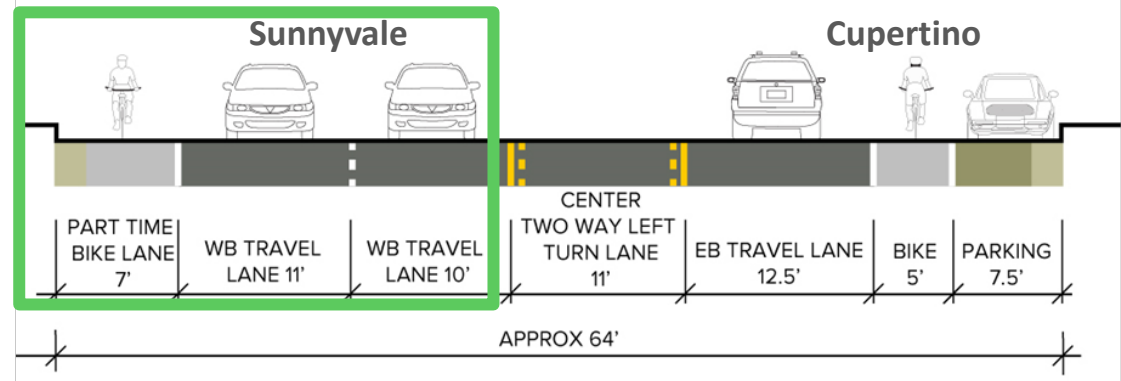 Sunnyvale
Cupertino
PART TIME
BIKE LANE
7'
WB TRAVEL
LANE 11'
WB TRAVEL
LANE 10'
CENTER
TWO WAY LEFT
TURN LANE
11'
EB TRAVEL LANE
12.5'
BIKE
5'
PARKING
7.5'
APPROX 64'